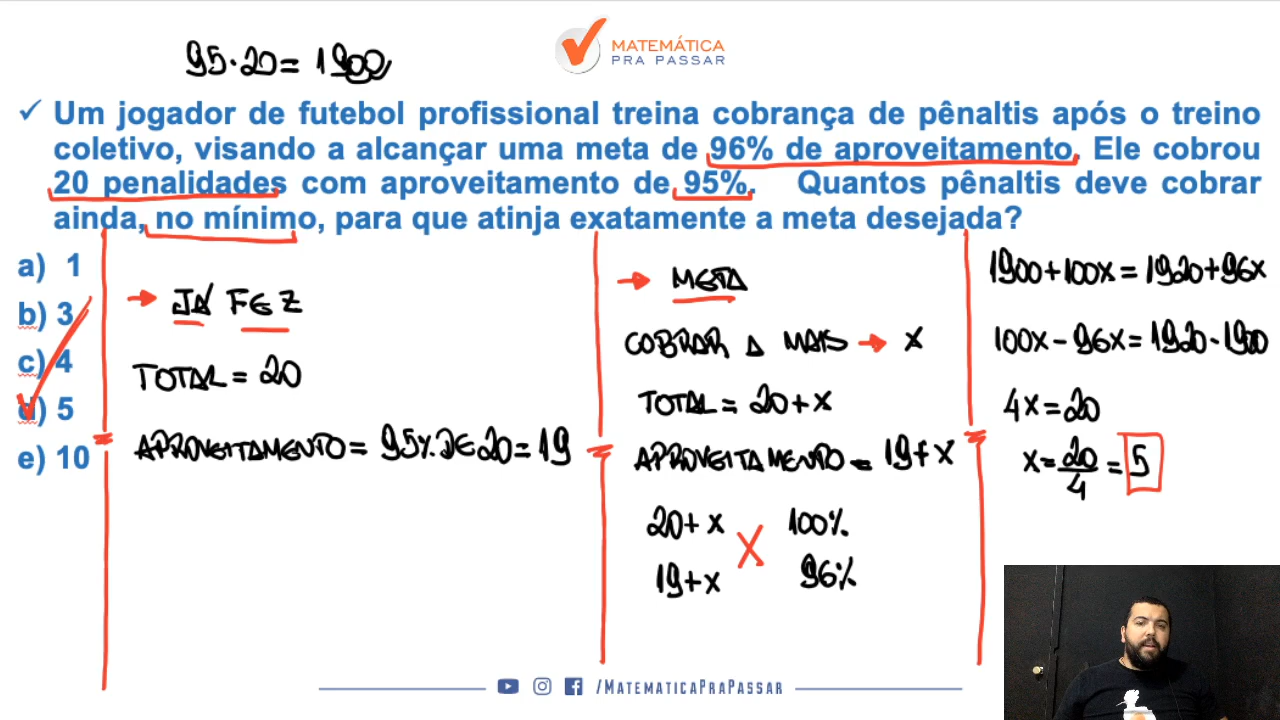 95·20=1900
MATEMÁTICA
PRA PASSAR
✓ Um jogador de futebol profissional treina cobrança de pênaltis após o treino
coletivo, visando a alcançar uma meta de 96% de aproveitamento. Ele cobrou
20 penalidades com aproveitamento de 95%. Quantos pênaltis deve cobrar
ainda, no mínimo, para que atinja exatamente a meta desejada?
a) 1
b) 3
c) 4
d) 5
e) 10
→ JÁ FEZ
TOTAL = 20
APROVEITAMENTO = 95% DE 20 = 19
→ META
COBRAR A MAIS → X
TOTAL = 20+X
APROVEITAMENTO = 19+X
20+X X 100%
19+X 96%
1900+100X=1920+96X
100X-96X=1920-1900
4X=20
X=20/4=5
/MATEMATICAPRAPASSAR